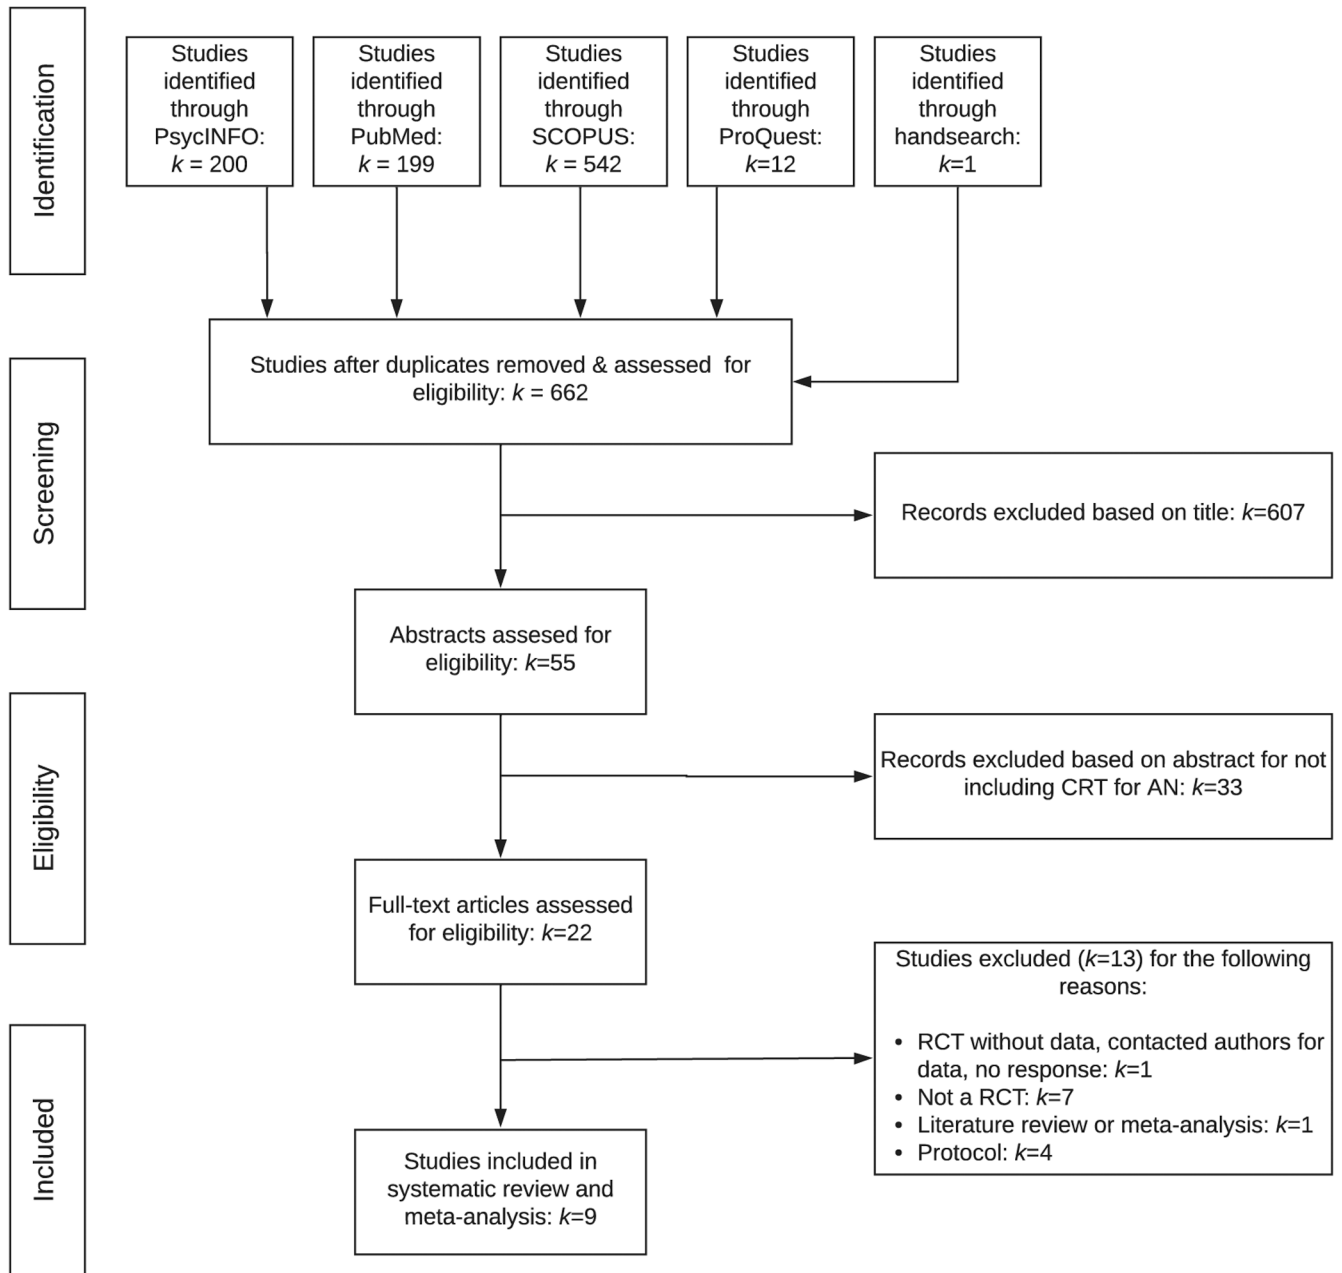 Identification
Studies
identified
through
PsycINFO:
k = 200
Studies
identified
through
PubMed:
k = 199
Studies
identified
through
SCOPUS:
k = 542
Studies
identified
through
ProQuest:
k=12
Studies
identified
through
handsearch:
k=1
Screening
Studies after duplicates removed & assessed for
eligibility: k = 662
Records excluded based on title: k=607
Abstracts assesed for
eligibility: k=55
Eligibility
Records excluded based on abstract for not
including CRT for AN: k=33
Full-text articles assessed
for eligibility: k=22
Included
Studies excluded (k=13) for the following
reasons:
• RCT without data, contacted authors for
data, no response: k=1
• Not a RCT: k=7
• Literature review or meta-analysis: k=1
• Protocol: k=4
Studies included in
systematic review and
meta-analysis: k=9